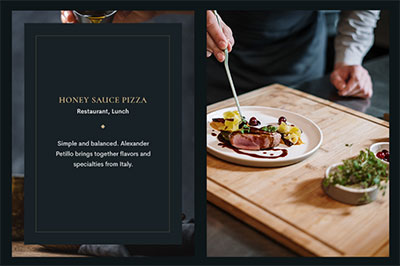 HONEY SAUCE PIZZA
Restaurant, Lunch
Simple and balanced. Alexander
Petillo brings together flavors and
specialties from Italy.